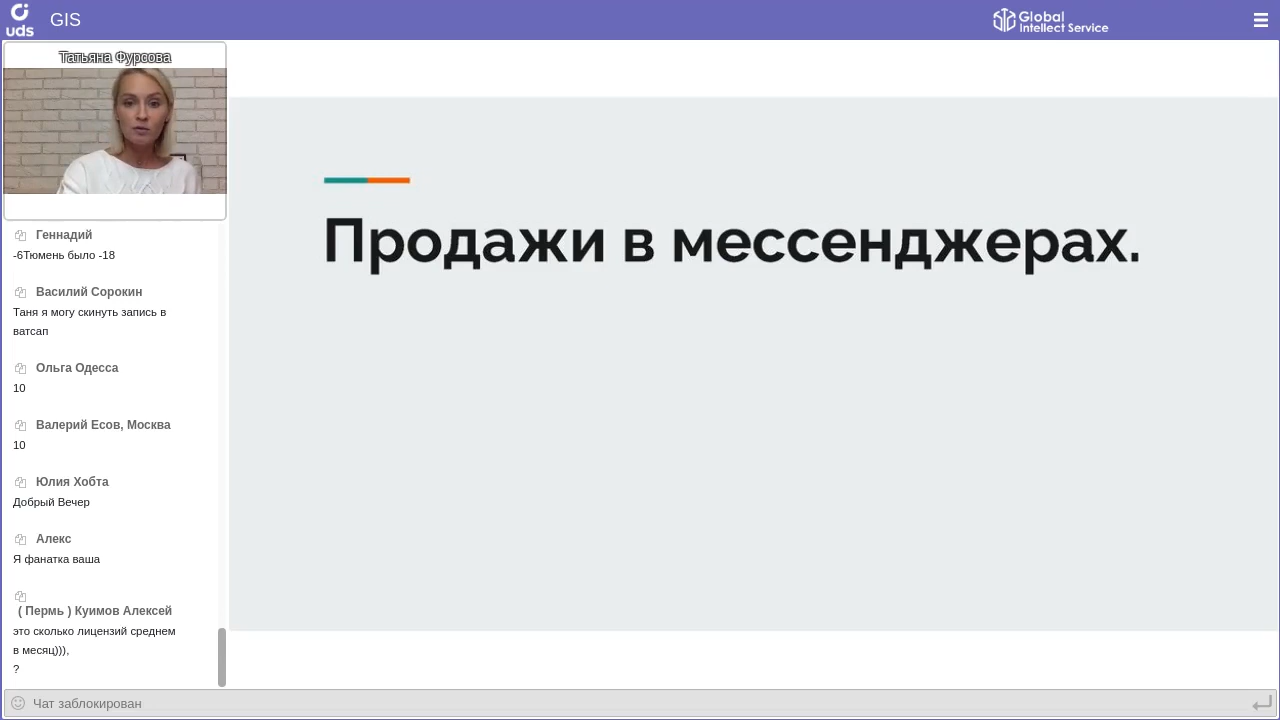 uds
GIS
Global
Intellect Service
Татьяна Фурсова
Продажи в мессенджерах.
Геннадий
-6Тюмень было -18
Василий Сорокин
Таня я могу скинуть запись в
ватсап
Ольга Одесса
10
Валерий Есов, Москва
10
Юлия Хобта
Добрый Вечер
Алекс
Я фанатка ваша
( Пермь ) Куимов Алексей
это сколько лицензий среднем
в месяц))),
?
Чат заблокирован